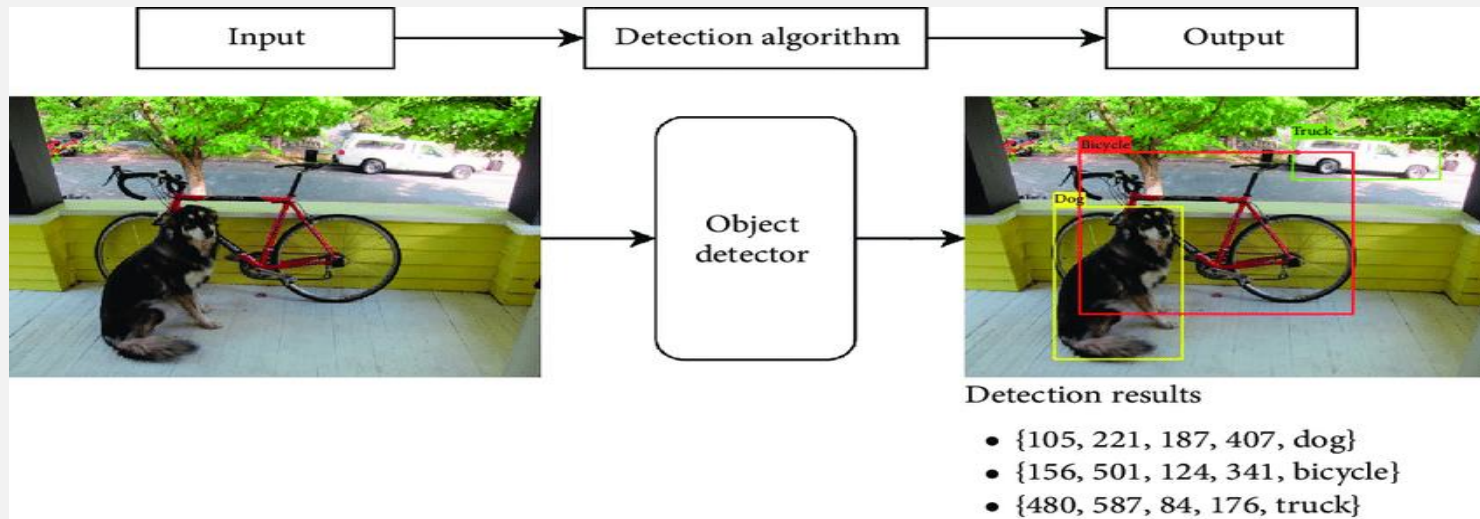 Input
Detection algorithm
Output
Object
detector
Truck
Bicycle
Dog
Detection results
• {105, 221, 187, 407, dog}
• {156, 501, 124, 341, bicycle}
• {480, 587, 84, 176, truck}